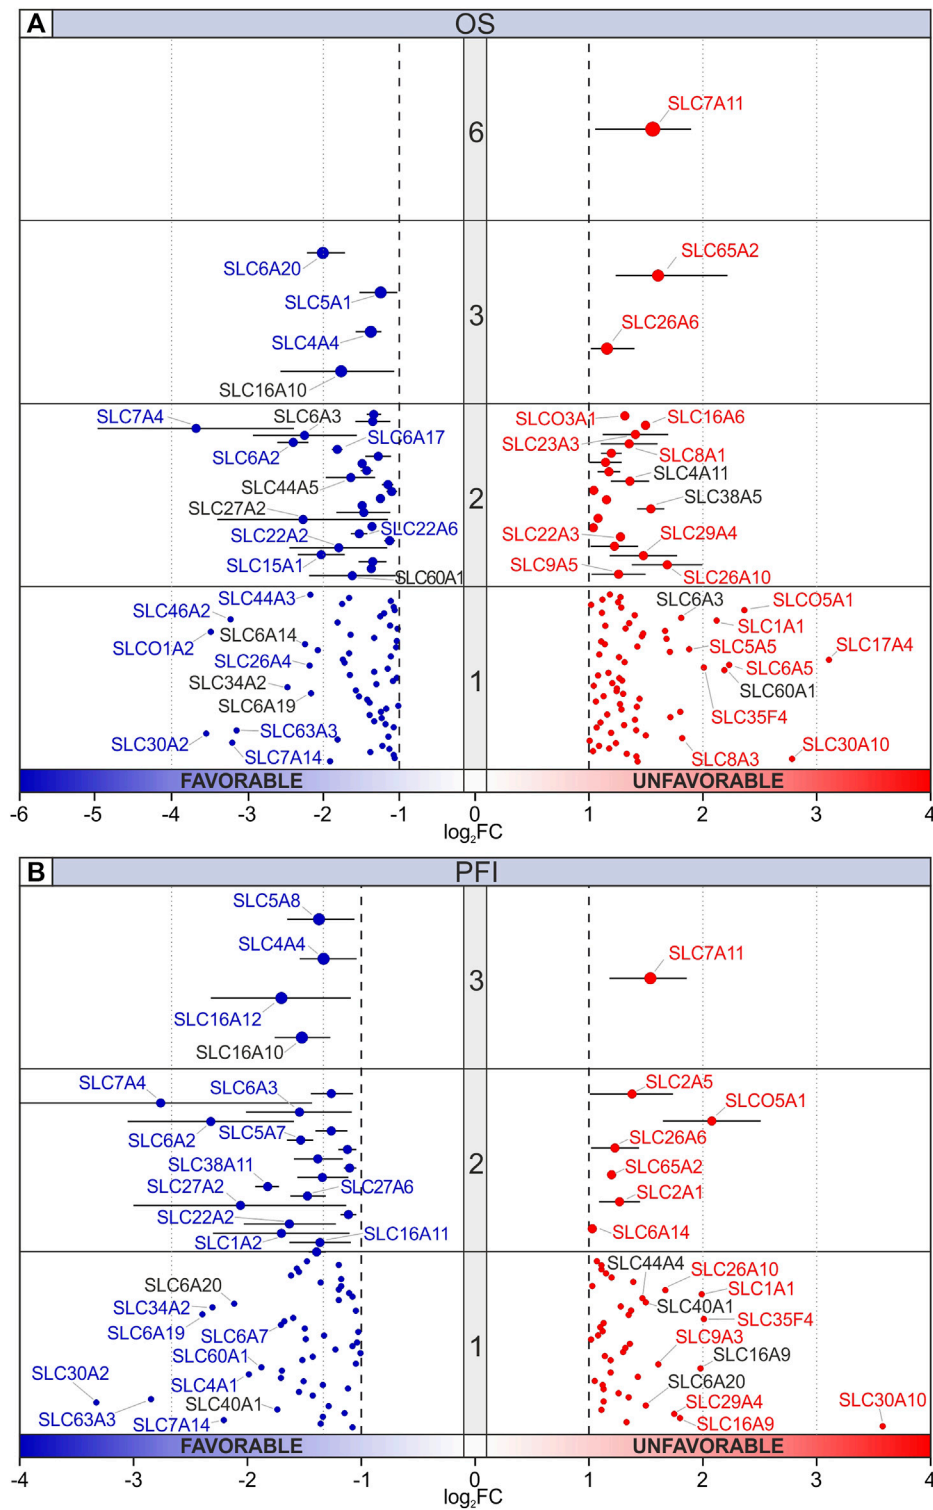 A OS
SLC7A11
6
SLC6A20
SLC65A2
SLC5A1
3
SLC26A6
SLC4A4
SLC16A10
SLC7A4
SLC6A3
SLCO3A1
SLC16A6
SLC6A17
SLC23A3
SLC6A2
SLC8A1
SLC44A5
SLC4A11
2
SLC38A5
SLC27A2
SLC22A6
SLC22A2
SLC22A3
SLC29A4
SLC15A1
SLC9A5
SLC60A1
SLC26A10
SLC44A3
SLC6A3
SLCO5A1
SLC46A2
SLC1A1
SLC6A14
SLCO1A2
SLC5A5
SLC17A4
SLC26A4
SLC6A5
SLC34A2
1
SLC60A1
SLC6A19
SLC35F4
SLC63A3
SLC30A2
SLC30A10
SLC7A14
SLC8A3
FAVORABLE UNFAVORABLE
-6 -5 -4 -3 -2 -1 0 1 2 3 4
log₂FC
B PFI
SLC5A8
SLC4A4
SLC7A11
3
SLC16A12
SLC16A10
SLC7A4
SLC6A3
SLC2A5
SLCO5A1
SLC5A7
SLC6A2
SLC26A6
SLC38A11
2
SLC65A2
SLC27A2
SLC27A6
SLC2A1
SLC22A2
SLC1A2
SLC16A11
SLC6A14
SLC44A4
SLC26A10
SLC6A20
SLC1A1
SLC34A2
SLC40A1
SLC35F4
SLC6A19
SLC6A7
SLC9A3
1
SLC60A1
SLC16A9
SLC30A2
SLC4A1
SLC6A20
SLC40A1
SLC29A4
SLC30A10
SLC63A3
SLC7A14
SLC16A9
FAVORABLE UNFAVORABLE
-4 -3 -2 -1 0 1 2 3 4
log₂FC